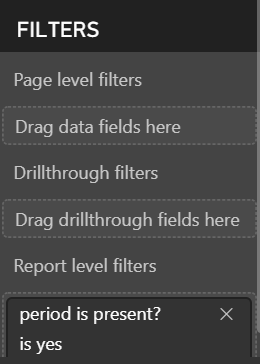 FILTERS
Page level filters
Drag data fields here
Drillthrough filters
Drag drillthrough fields here
Report level filters
period is present?
is yes